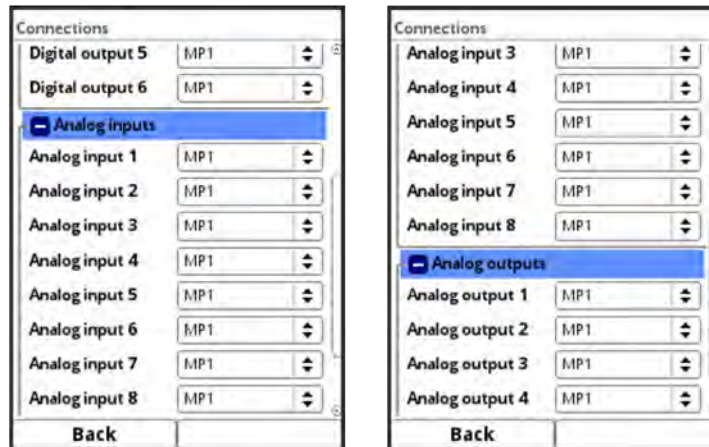 Connections
Digital output 5 MP1
Digital output 6 MP1
Analog inputs
Analog input 1 MP1
Analog input 2 MP1
Analog input 3 MP1
Analog input 4 MP1
Analog input 5 MP1
Analog input 6 MP1
Analog input 7 MP1
Analog input 8 MP1
Back
Connections
Analog input 3 MP1
Analog input 4 MP1
Analog input 5 MP1
Analog input 6 MP1
Analog input 7 MP1
Analog input 8 MP1
Analog outputs
Analog output 1 MP1
Analog output 2 MP1
Analog output 3 MP1
Analog output 4 MP1
Back